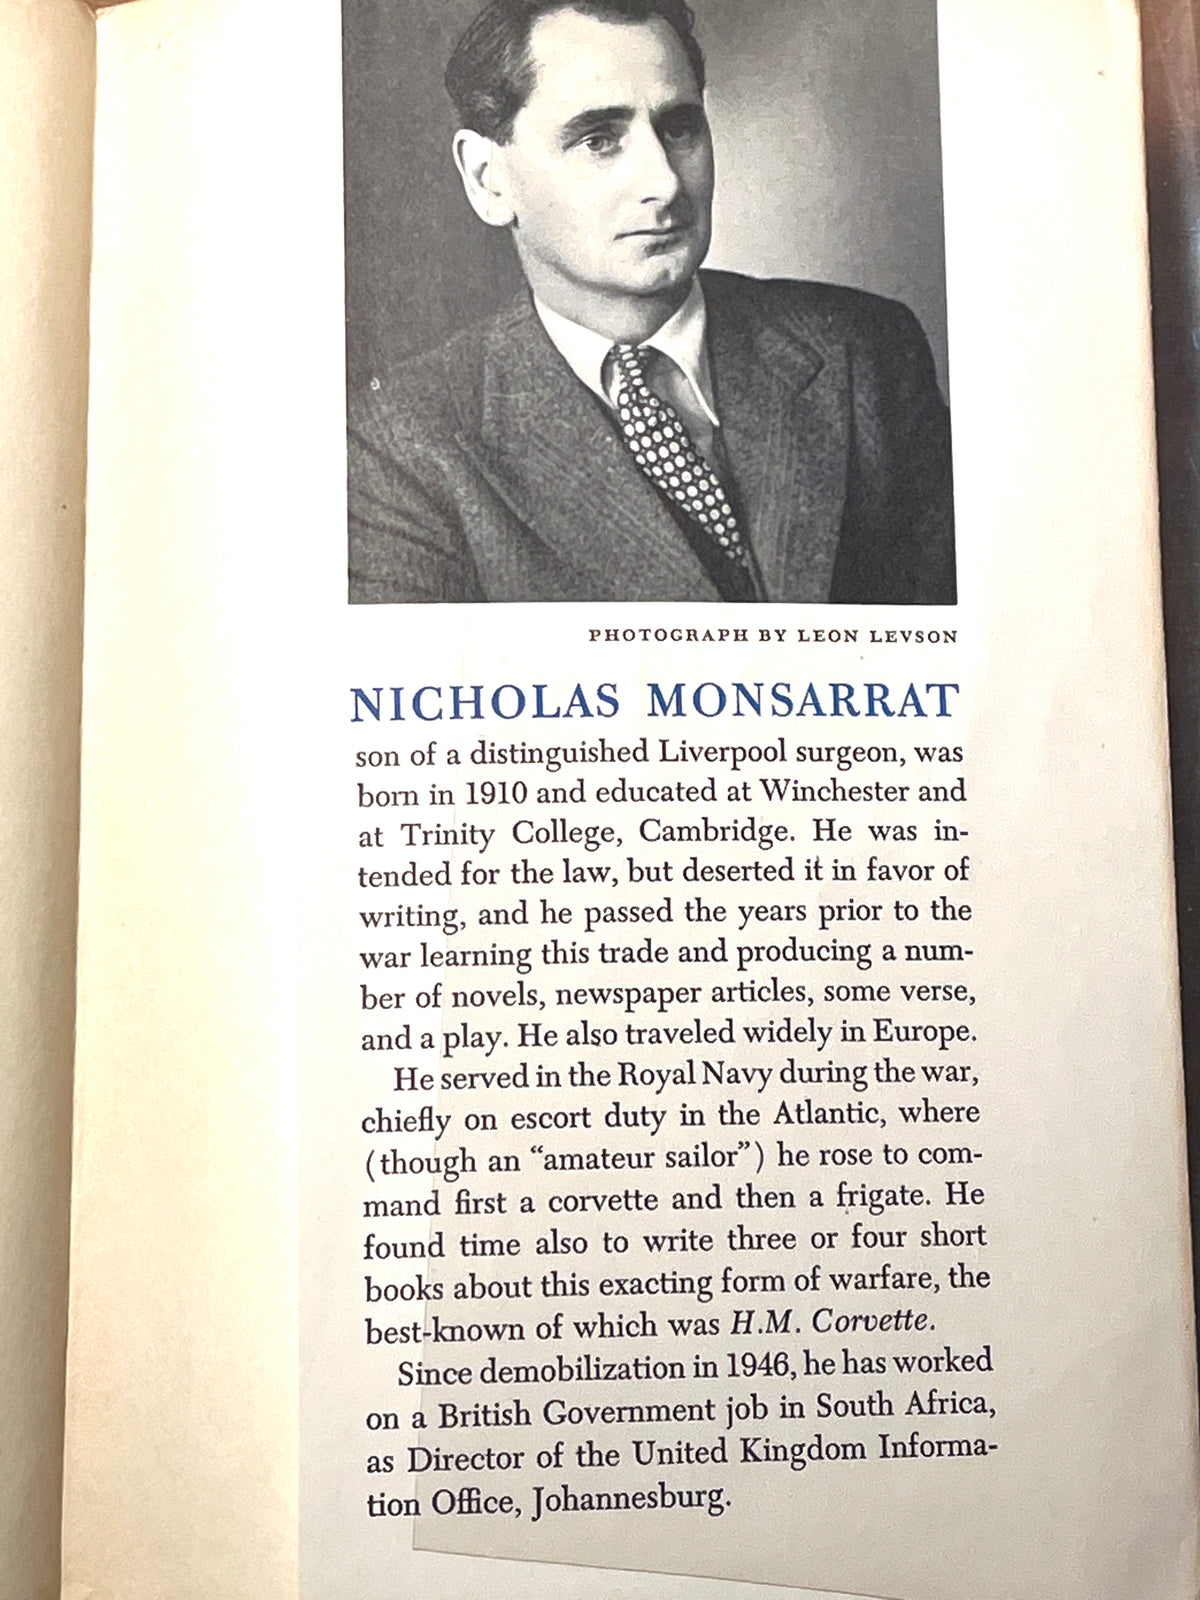 PHOTOGRAPH BY LEON LEVSON
NICHOLAS MONSARRAT
son of a distinguished Liverpool surgeon, was
born in 1910 and educated at Winchester and
at Trinity College, Cambridge. He was in-
tended for the law, but deserted it in favor of
writing, and he passed the years prior to the
war learning this trade and producing a num-
ber of novels, newspaper articles, some verse,
and a play. He also traveled widely in Europe.
He served in the Royal Navy during the war,
chiefly on escort duty in the Atlantic, where
(though an “amateur sailor”) he rose to com-
mand first a corvette and then a frigate. He
found time also to write three or four short
books about this exacting form of warfare, the
best-known of which was H.M. Corvette.
Since demobilization in 1946, he has worked
on a British Government job in South Africa,
as Director of the United Kingdom Informa-
tion Office, Johannesburg.